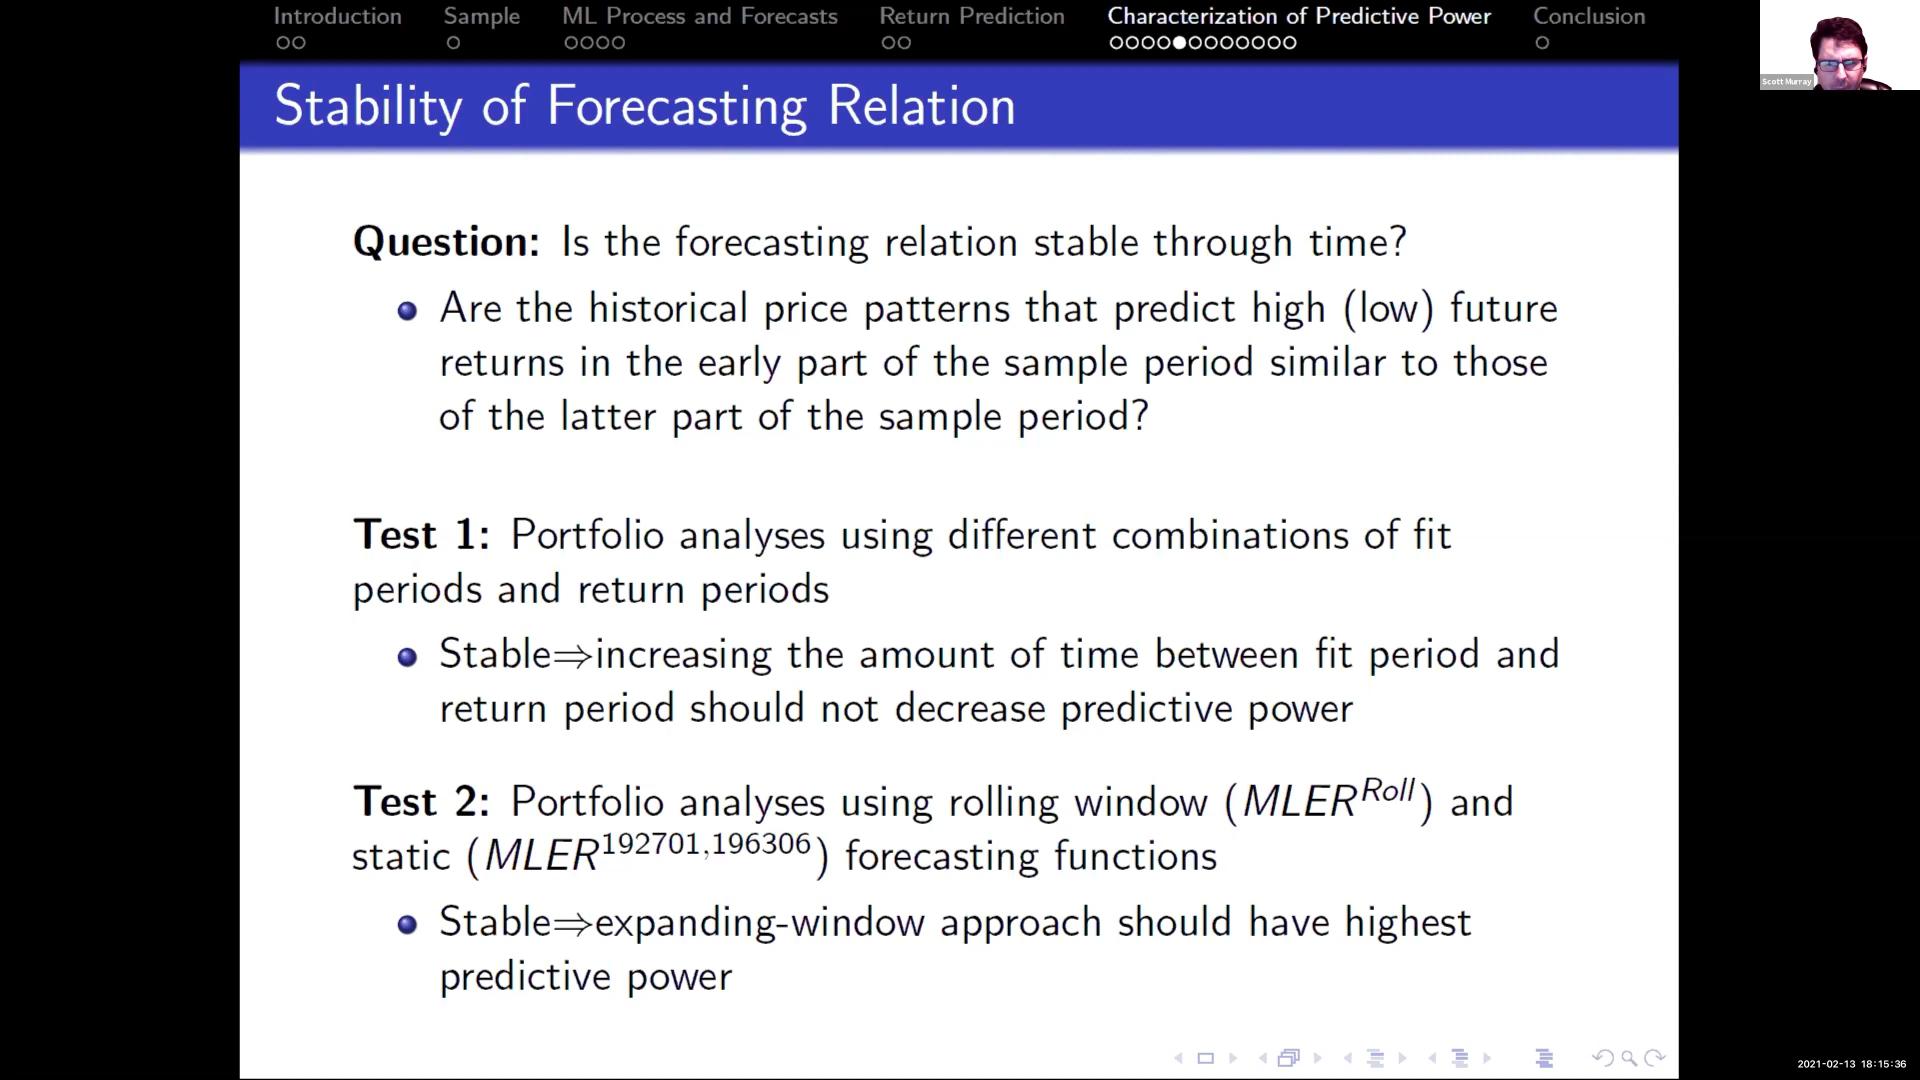 Introduction Sample ML Process and Forecasts Return Prediction Characterization of Predictive Power Conclusion
Scott Murray
Stability of Forecasting Relation
Question: Is the forecasting relation stable through time?
Are the historical price patterns that predict high (low) future
returns in the early part of the sample period similar to those
of the latter part of the sample period?
Test 1: Portfolio analyses using different combinations of fit
periods and return periods
Stable⇒increasing the amount of time between fit period and
return period should not decrease predictive power
Test 2: Portfolio analyses using rolling window (MLER^Roll) and
static (MLER^192701,196306) forecasting functions
Stable⇒expanding-window approach should have highest
predictive power
2021-02-13 18:15:36